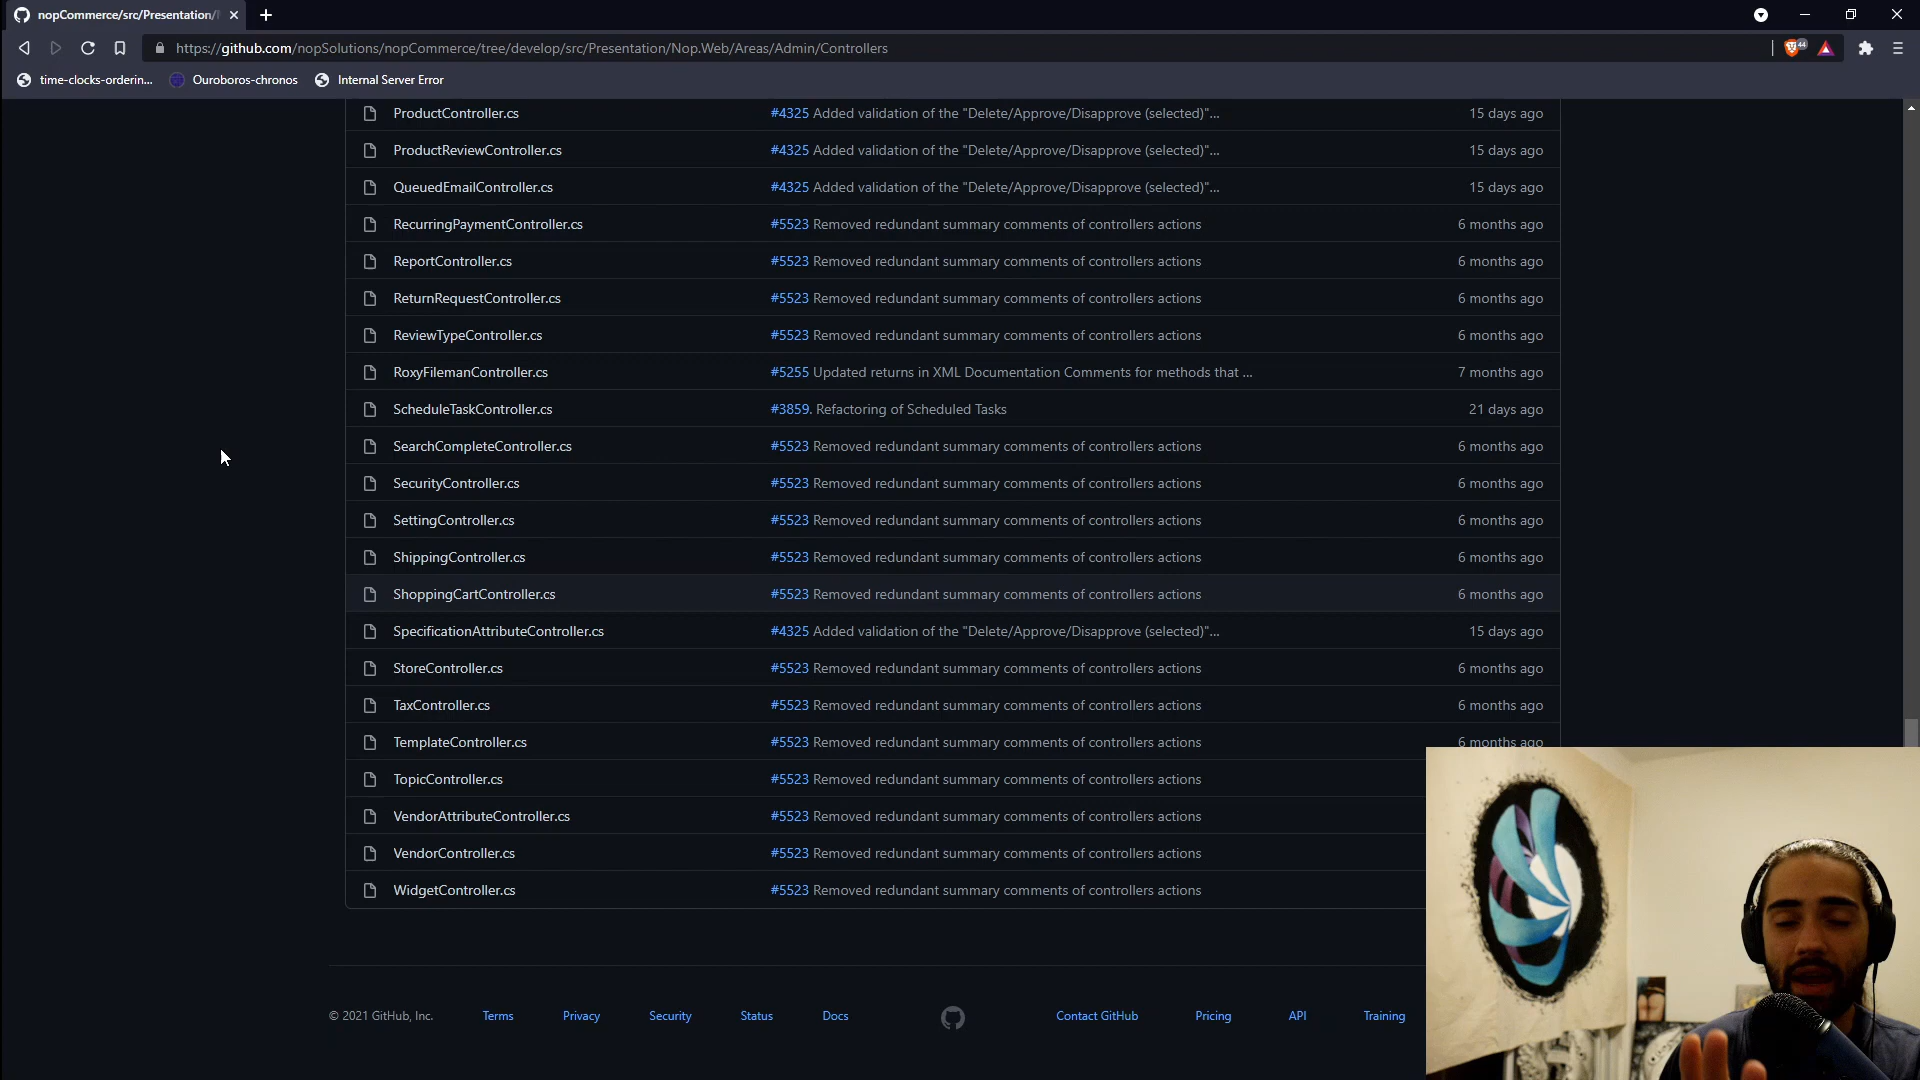 nopCommerce/src/Presentation/
https://github.com/nopSolutions/nopCommerce/tree/develop/src/Presentation/Nop.Web/Areas/Admin/Controllers
44
time-clocks-orderin... Ouroboros-chronos Internal Server Error
ProductController.cs #4325 Added validation of the "Delete/Approve/Disapprove (selected)"... 15 days ago
ProductReviewController.cs #4325 Added validation of the "Delete/Approve/Disapprove (selected)"... 15 days ago
QueuedEmailController.cs #4325 Added validation of the "Delete/Approve/Disapprove (selected)"... 15 days ago
RecurringPaymentController.cs #5523 Removed redundant summary comments of controllers actions 6 months ago
ReportController.cs #5523 Removed redundant summary comments of controllers actions 6 months ago
ReturnRequestController.cs #5523 Removed redundant summary comments of controllers actions 6 months ago
ReviewTypeController.cs #5523 Removed redundant summary comments of controllers actions 6 months ago
RoxyFilemanController.cs #5255 Updated returns in XML Documentation Comments for methods that ... 7 months ago
ScheduleTaskController.cs #3859. Refactoring of Scheduled Tasks 21 days ago
SearchCompleteController.cs #5523 Removed redundant summary comments of controllers actions 6 months ago
SecurityController.cs #5523 Removed redundant summary comments of controllers actions 6 months ago
SettingController.cs #5523 Removed redundant summary comments of controllers actions 6 months ago
ShippingController.cs #5523 Removed redundant summary comments of controllers actions 6 months ago
ShoppingCartController.cs #5523 Removed redundant summary comments of controllers actions 6 months ago
SpecificationAttributeController.cs #4325 Added validation of the "Delete/Approve/Disapprove (selected)"... 15 days ago
StoreController.cs #5523 Removed redundant summary comments of controllers actions 6 months ago
TaxController.cs #5523 Removed redundant summary comments of controllers actions 6 months ago
TemplateController.cs #5523 Removed redundant summary comments of controllers actions 6 months ago
TopicController.cs #5523 Removed redundant summary comments of controllers actions
VendorAttributeController.cs #5523 Removed redundant summary comments of controllers actions
VendorController.cs #5523 Removed redundant summary comments of controllers actions
WidgetController.cs #5523 Removed redundant summary comments of controllers actions
© 2021 GitHub, Inc. Terms Privacy Security Status Docs Contact GitHub Pricing API Training